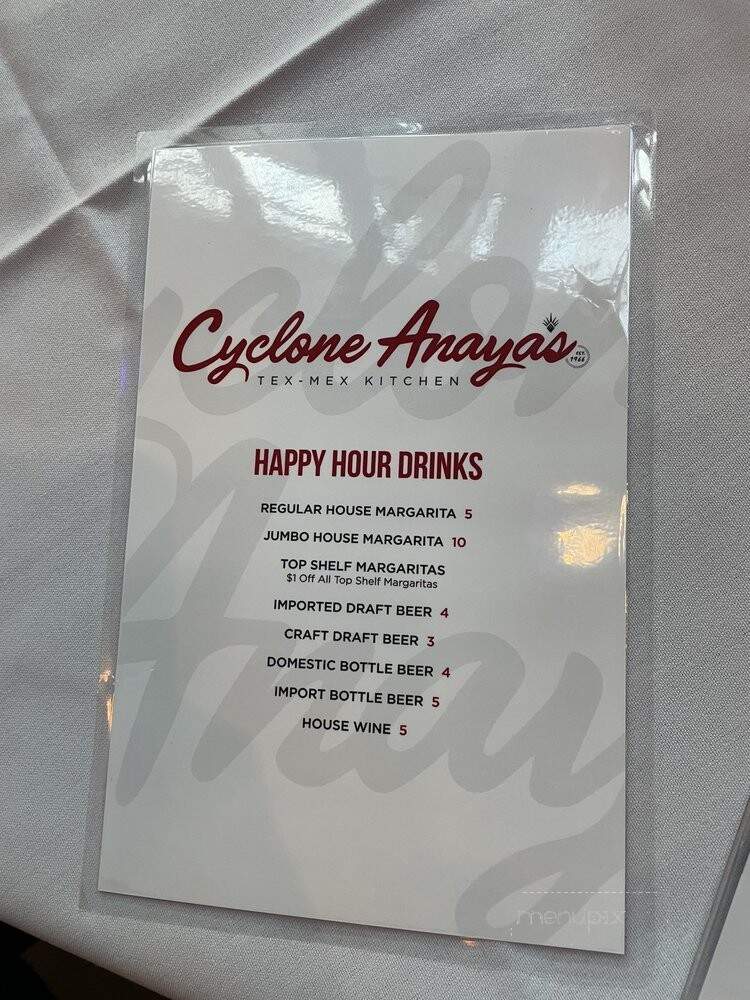 Cyclone Anaya's
EST. 1966
TEX-MEX KITCHEN
HAPPY HOUR DRINKS
REGULAR HOUSE MARGARITA 5
JUMBO HOUSE MARGARITA 10
TOP SHELF MARGARITAS
$1 Off All Top Shelf Margaritas
IMPORTED DRAFT BEER 4
CRAFT DRAFT BEER 3
DOMESTIC BOTTLE BEER 4
IMPORT BOTTLE BEER 5
HOUSE WINE 5
menupix